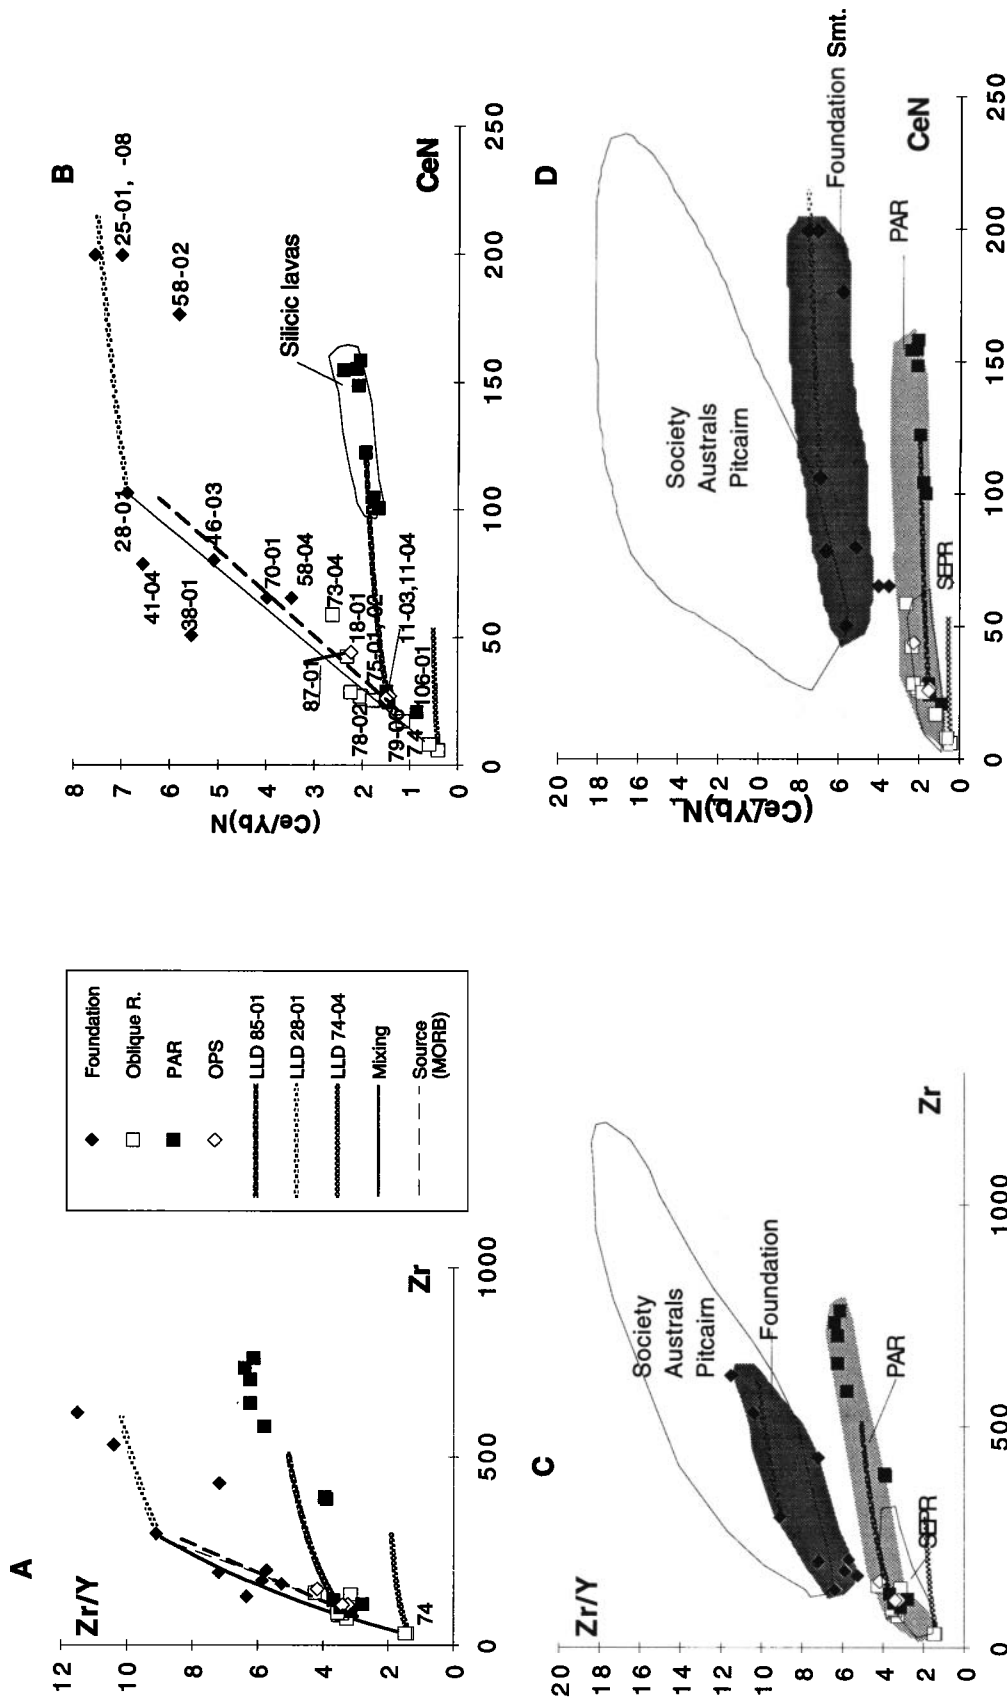 A
Zr/Y
12
10
8
6
4
2
0
0
500
1000
Zr
74
Foundation
Oblique R.
PAR
OPS
LLD 85-01
LLD 28-01
LLD 74-04
Mixing
Source
(MORB)
B
(Ce/Yb)N
8
7
6
5
4
3
2
1
0
0
50
100
150
200
250
CeN
25-01, -08
58-02
28-01
41-04
46-03
38-01
70-01
58-04
73-04
18-01
87-01
75-01, -02
78-02
11-03,11-04
79-06
74
106-01
Silicic lavas
C
Zr/Y
20
18
16
14
12
10
8
6
4
2
0
0
500
1000
Zr
Society
Australs
Pitcairn
Foundation
PAR
SEPR
D
(Ce/Yb)N
20
18
16
14
12
10
8
6
4
2
0
0
50
100
150
200
250
CeN
Society
Australs
Pitcairn
Foundation Smt.
PAR
SEPR